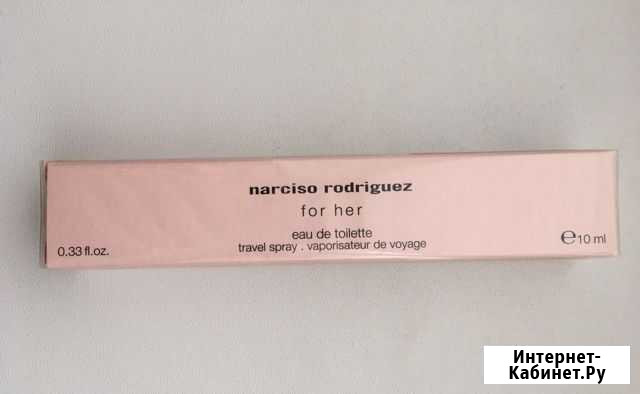 narciso rodriguez
for her
eau de toilette
travel spray . vaporisateur de voyage
0.33 fl.oz.
℮10 ml
Интернет-
Кабинет.Ру